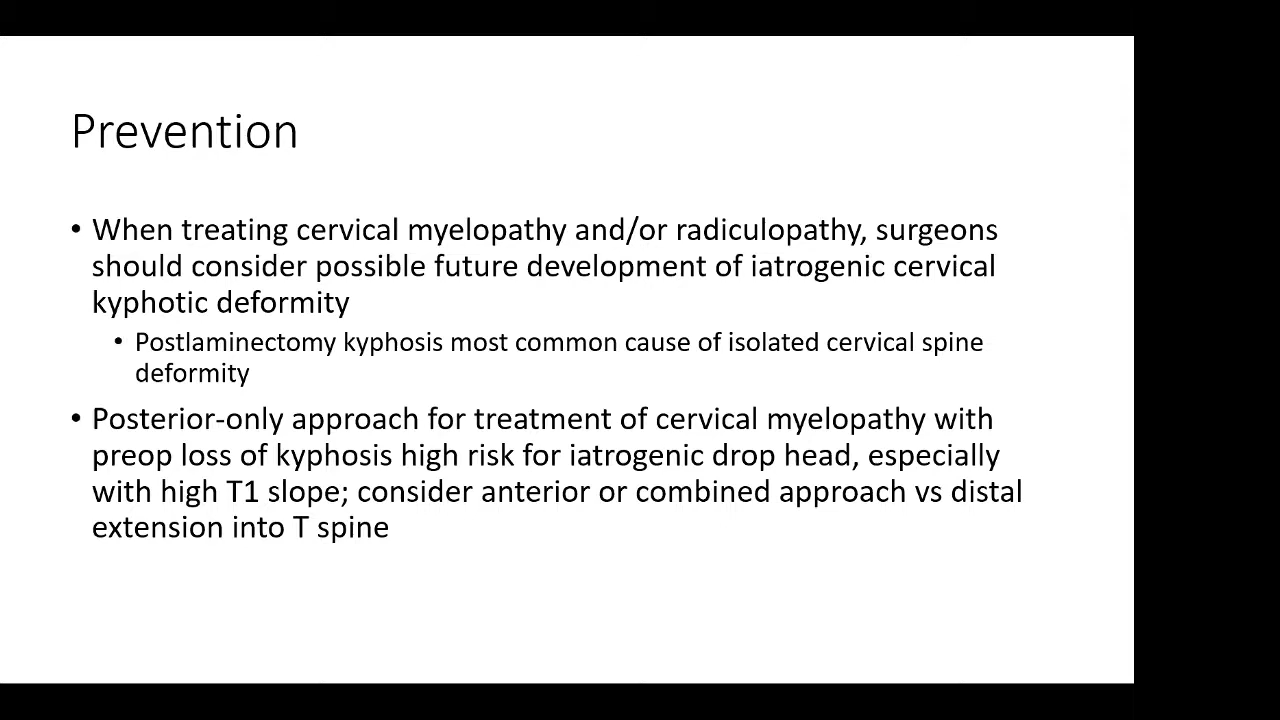 Prevention
• When treating cervical myelopathy and/or radiculopathy, surgeons
should consider possible future development of iatrogenic cervical
kyphotic deformity
• Postlaminectomy kyphosis most common cause of isolated cervical spine
deformity
• Posterior-only approach for treatment of cervical myelopathy with
preop loss of kyphosis high risk for iatrogenic drop head, especially
with high T1 slope; consider anterior or combined approach vs distal
extension into T spine